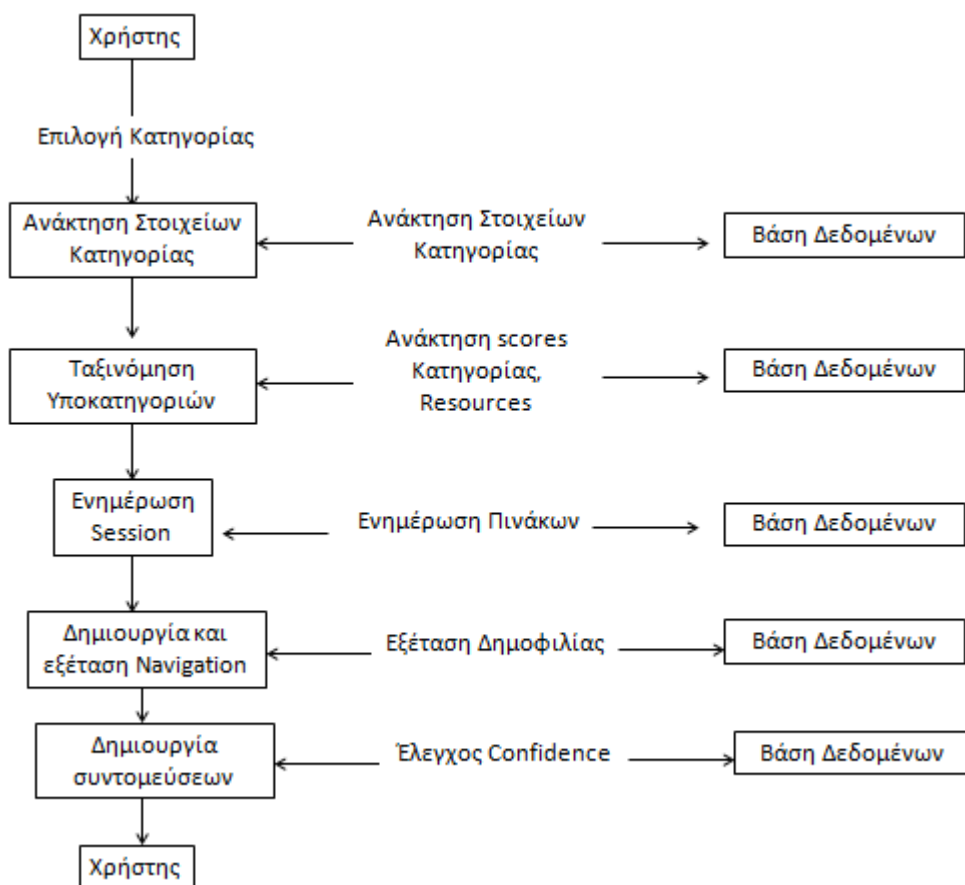 Χρήστης
Επιλογή Κατηγορίας
Ανάκτηση Στοιχείων
Κατηγορίας
Ανάκτηση Στοιχείων
Κατηγορίας
Βάση Δεδομένων
Ταξινόμηση
Υποκατηγοριών
Ανάκτηση scores
Κατηγορίας,
Resources
Βάση Δεδομένων
Ενημέρωση
Session
Ενημέρωση Πινάκων
Βάση Δεδομένων
Δημιουργία και
εξέταση Navigation
Εξέταση Δημοφιλίας
Βάση Δεδομένων
Δημιουργία
συντομεύσεων
Έλεγχος Confidence
Βάση Δεδομένων
Χρήστης